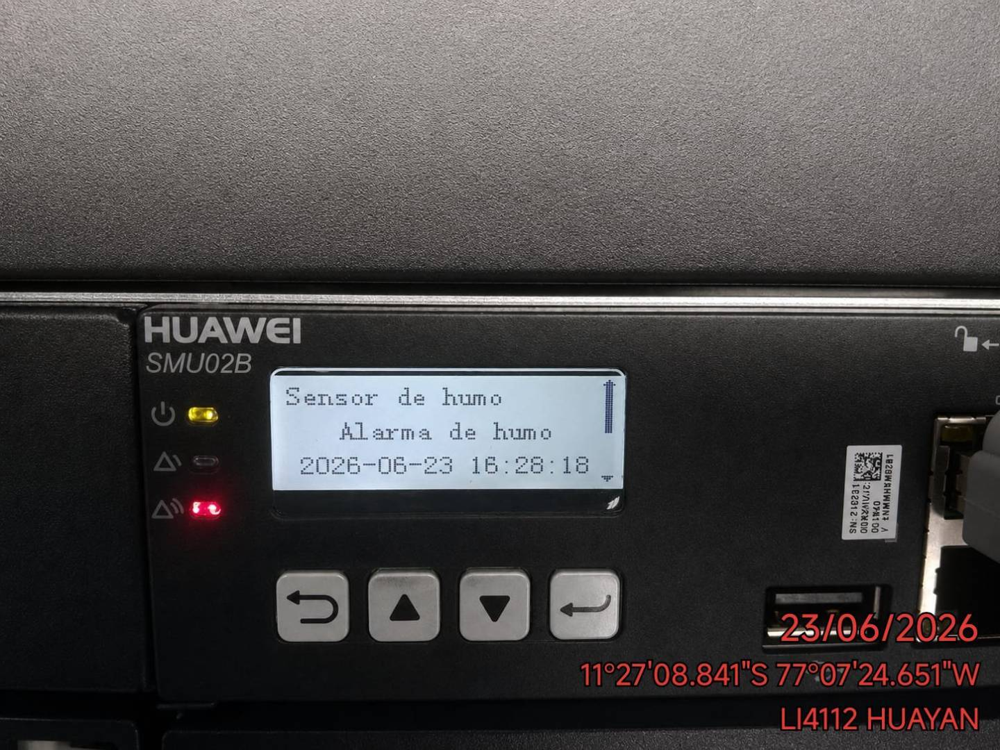 HUAWEI
SMU02B
Sensor de humo
Alarma de humo
2026-06-23 16:28:18
23/06/2026
11°27'08.841"S 77°07'24.651"W
LI4112 HUAYAN